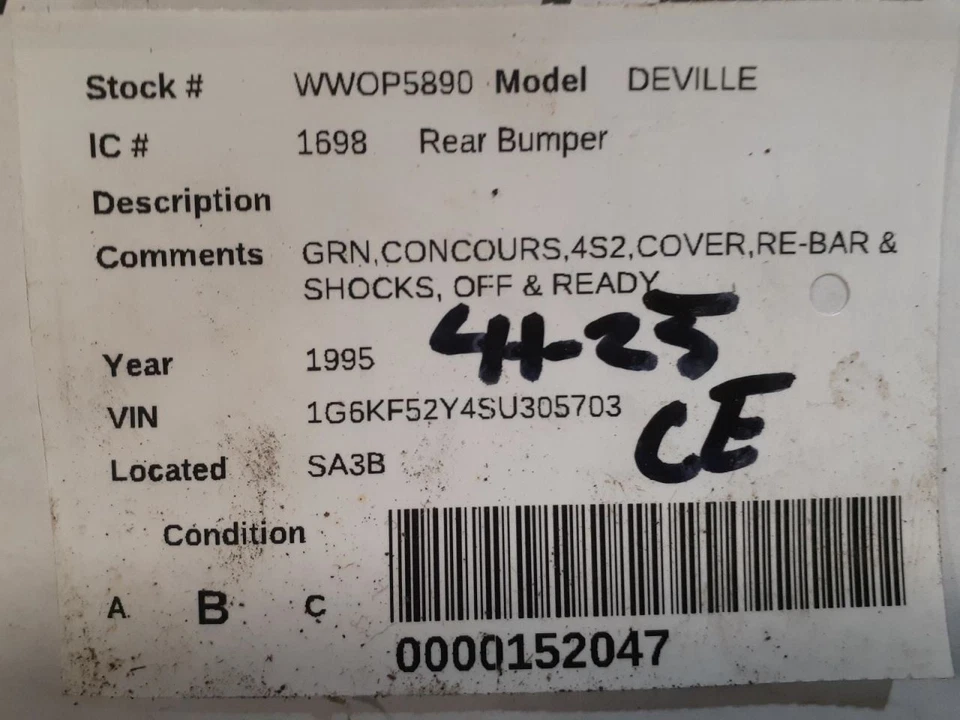 Stock # WWOP5890 Model DEVILLE
IC # 1698 Rear Bumper
Description
Comments GRN,CONCOURS,4S2,COVER,RE-BAR &
SHOCKS, OFF & READY
4-25
Year 1995
VIN 1G6KF52Y4SU305703
CE
Located SA3B
Condition
A B C
0000152047